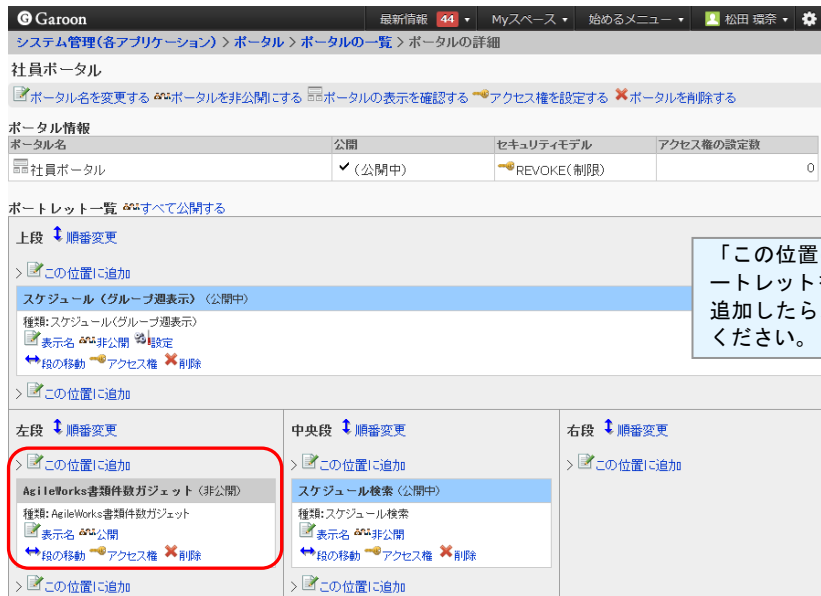 Garoon 最新情報 44 Myスペース 始めるメニュー 松田 環奈
システム管理(各アプリケーション) > ポータル > ポータルの一覧 > ポータルの詳細
社員ポータル
ポータル名を変更する ポータルを非公開にする ポータルの表示を確認する アクセス権を設定する ポータルを削除する
ポータル情報
ポータル名 公開 セキュリティモデル アクセス権の設定数
社員ポータル (公開中) REVOKE(制限) 0
ポートレット一覧 すべて公開する
上段 順番変更
> この位置に追加
スケジュール (グループ週表示) (公開中)
種類:スケジュール(グループ週表示)
表示名 非公開 設定
段の移動 アクセス権 削除
> この位置に追加
「この位置
ートレット
追加したら
ください。
左段 順番変更
> この位置に追加
AgileWorks書類件数ガジェット (非公開)
種類: AgileWorks書類件数ガジェット
表示名 公開
段の移動 アクセス権 削除
> この位置に追加
中央段 順番変更
> この位置に追加
スケジュール検索 (公開中)
種類:スケジュール検索
表示名 非公開
段の移動 アクセス権 削除
> この位置に追加
右段 順番変更
> この位置に追加